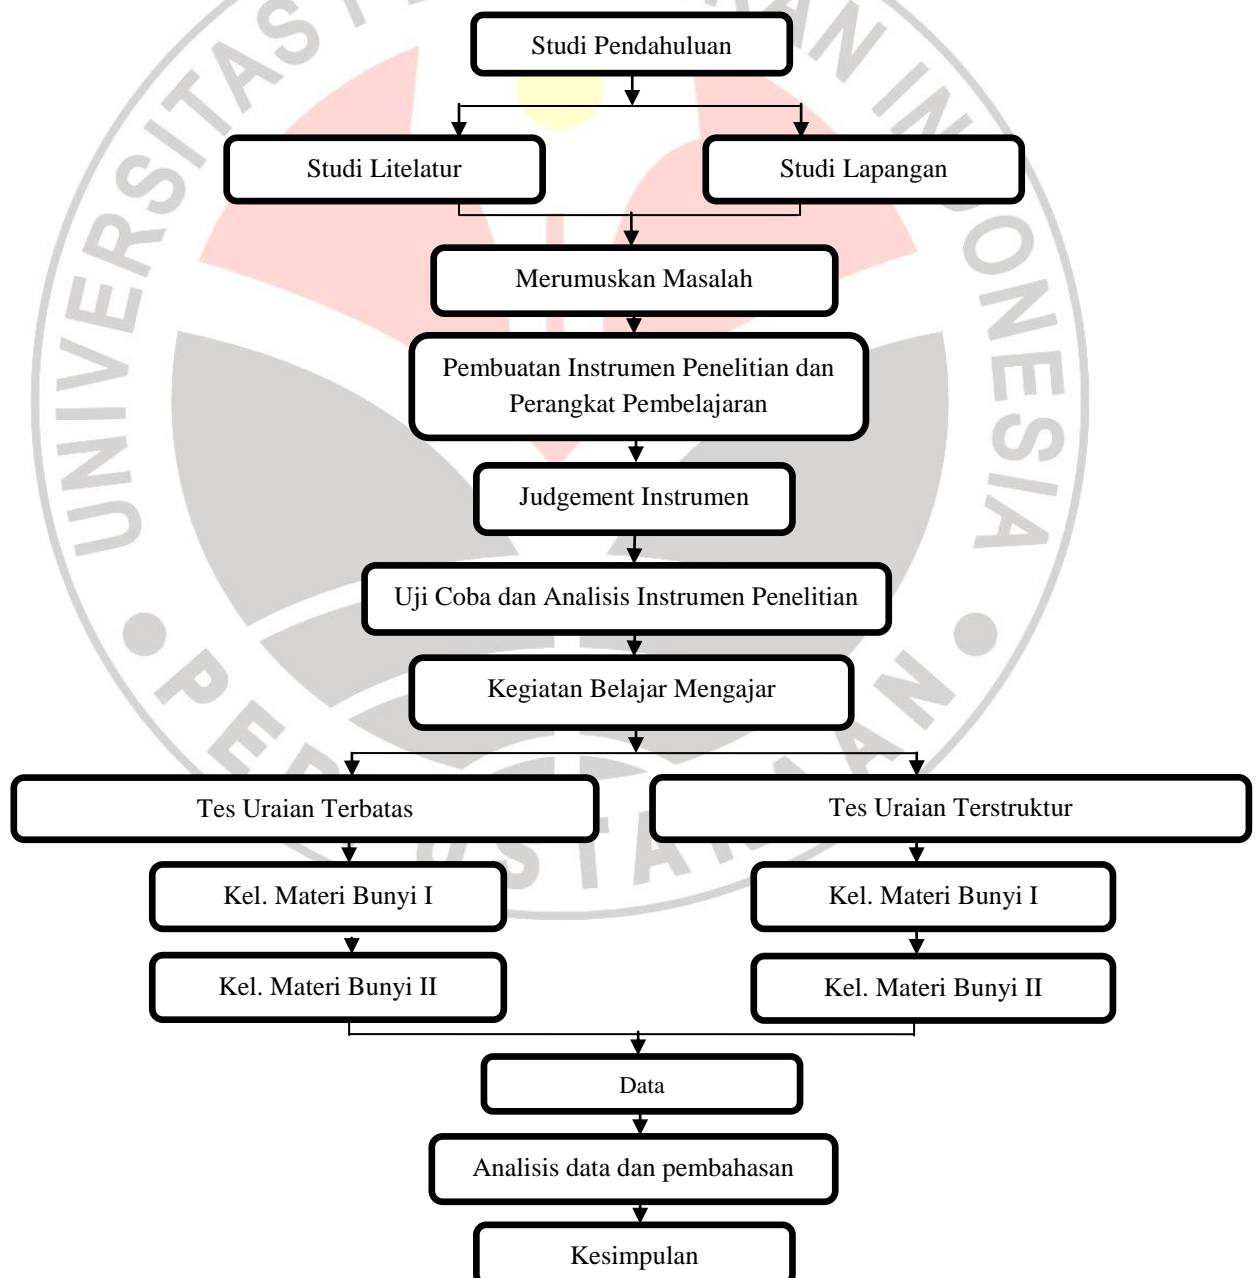 Studi Pendahuluan
Studi Litelatur
Studi Lapangan
Merumuskan Masalah
Pembuatan Instrumen Penelitian dan
Perangkat Pembelajaran
Judgement Instrumen
Uji Coba dan Analisis Instrumen Penelitian
Kegiatan Belajar Mengajar
Tes Uraian Terbatas
Tes Uraian Terstruktur
Kel. Materi Bunyi I
Kel. Materi Bunyi I
Kel. Materi Bunyi II
Kel. Materi Bunyi II
Data
Analisis data dan pembahasan
Kesimpulan
UNIVERSITAS
INDONESIA